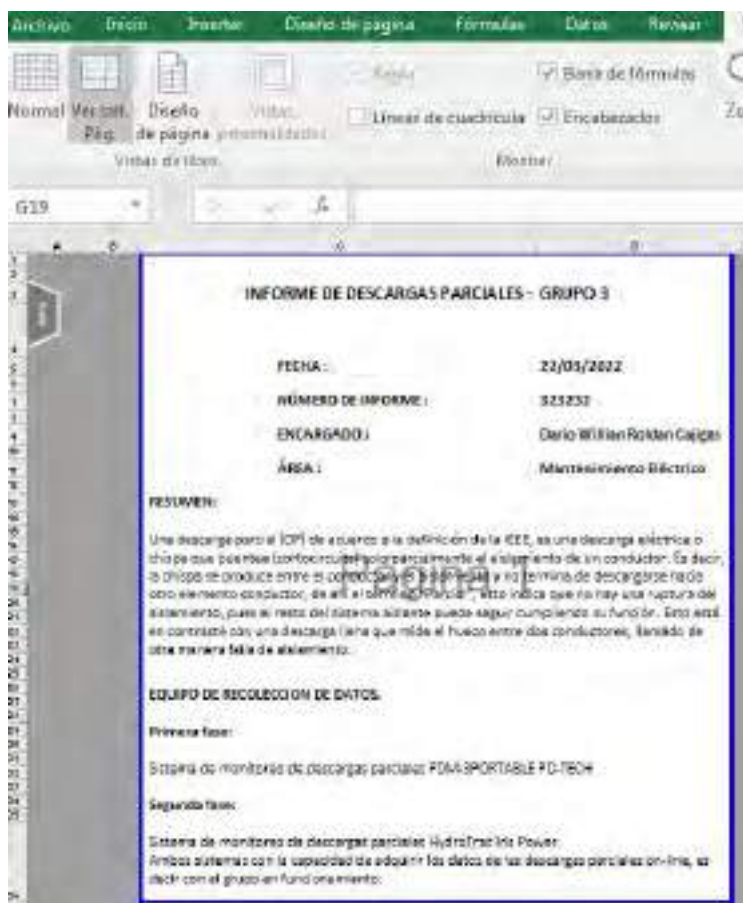 Archivo Inicio Insertar Diseño de página Fórmulas Datos Revisar
Regla Barra de fórmulas
Normal Ver salt. Diseño Vistas Líneas de cuadrícula Encabezados
Pág. de página personalizadas
Vistas de libro Mostrar
G19 fx
INFORME DE DESCARGAS PARCIALES – GRUPO 3
FECHA : 22/03/2022
NÚMERO DE INFORME : 323232
ENCARGADO : Dario Willian Roldan Cajigas
ÁREA : Mantenimiento Eléctrico
RESUMEN:
Una descarga parcial (DP) de acuerdo a la definición de la IEEE, es una descarga eléctrica o
chispa que puentea (cortocircuita) solo parcialmente el aislamiento de un conductor. Es decir,
la chispa se produce entre el conductor y el y no termina de descargarse hacia
otro elemento conductor, de ahí el término esto indica que no hay una ruptura del
aislamiento, pues el resto del sistema aislante puede seguir cumpliendo su función. Esto está
en contraste con una descarga llena que mide el hueco entre dos conductores, llamado de
otra manera falla de aislamiento.
Página 1
EQUIPO DE RECOLECCION DE DATOS.
Primera fase:
Sistema de monitoreo de descargas parciales PDMA3PORTABLE PD-TECH
Segunda fase:
Sistema de monitoreo de descargas parciales HydroTrac Iris Power.
Ambos sistemas con la capacidad de adquirir los datos de las descargas parciales on-line, es
decir con el grupo en funcionamiento.